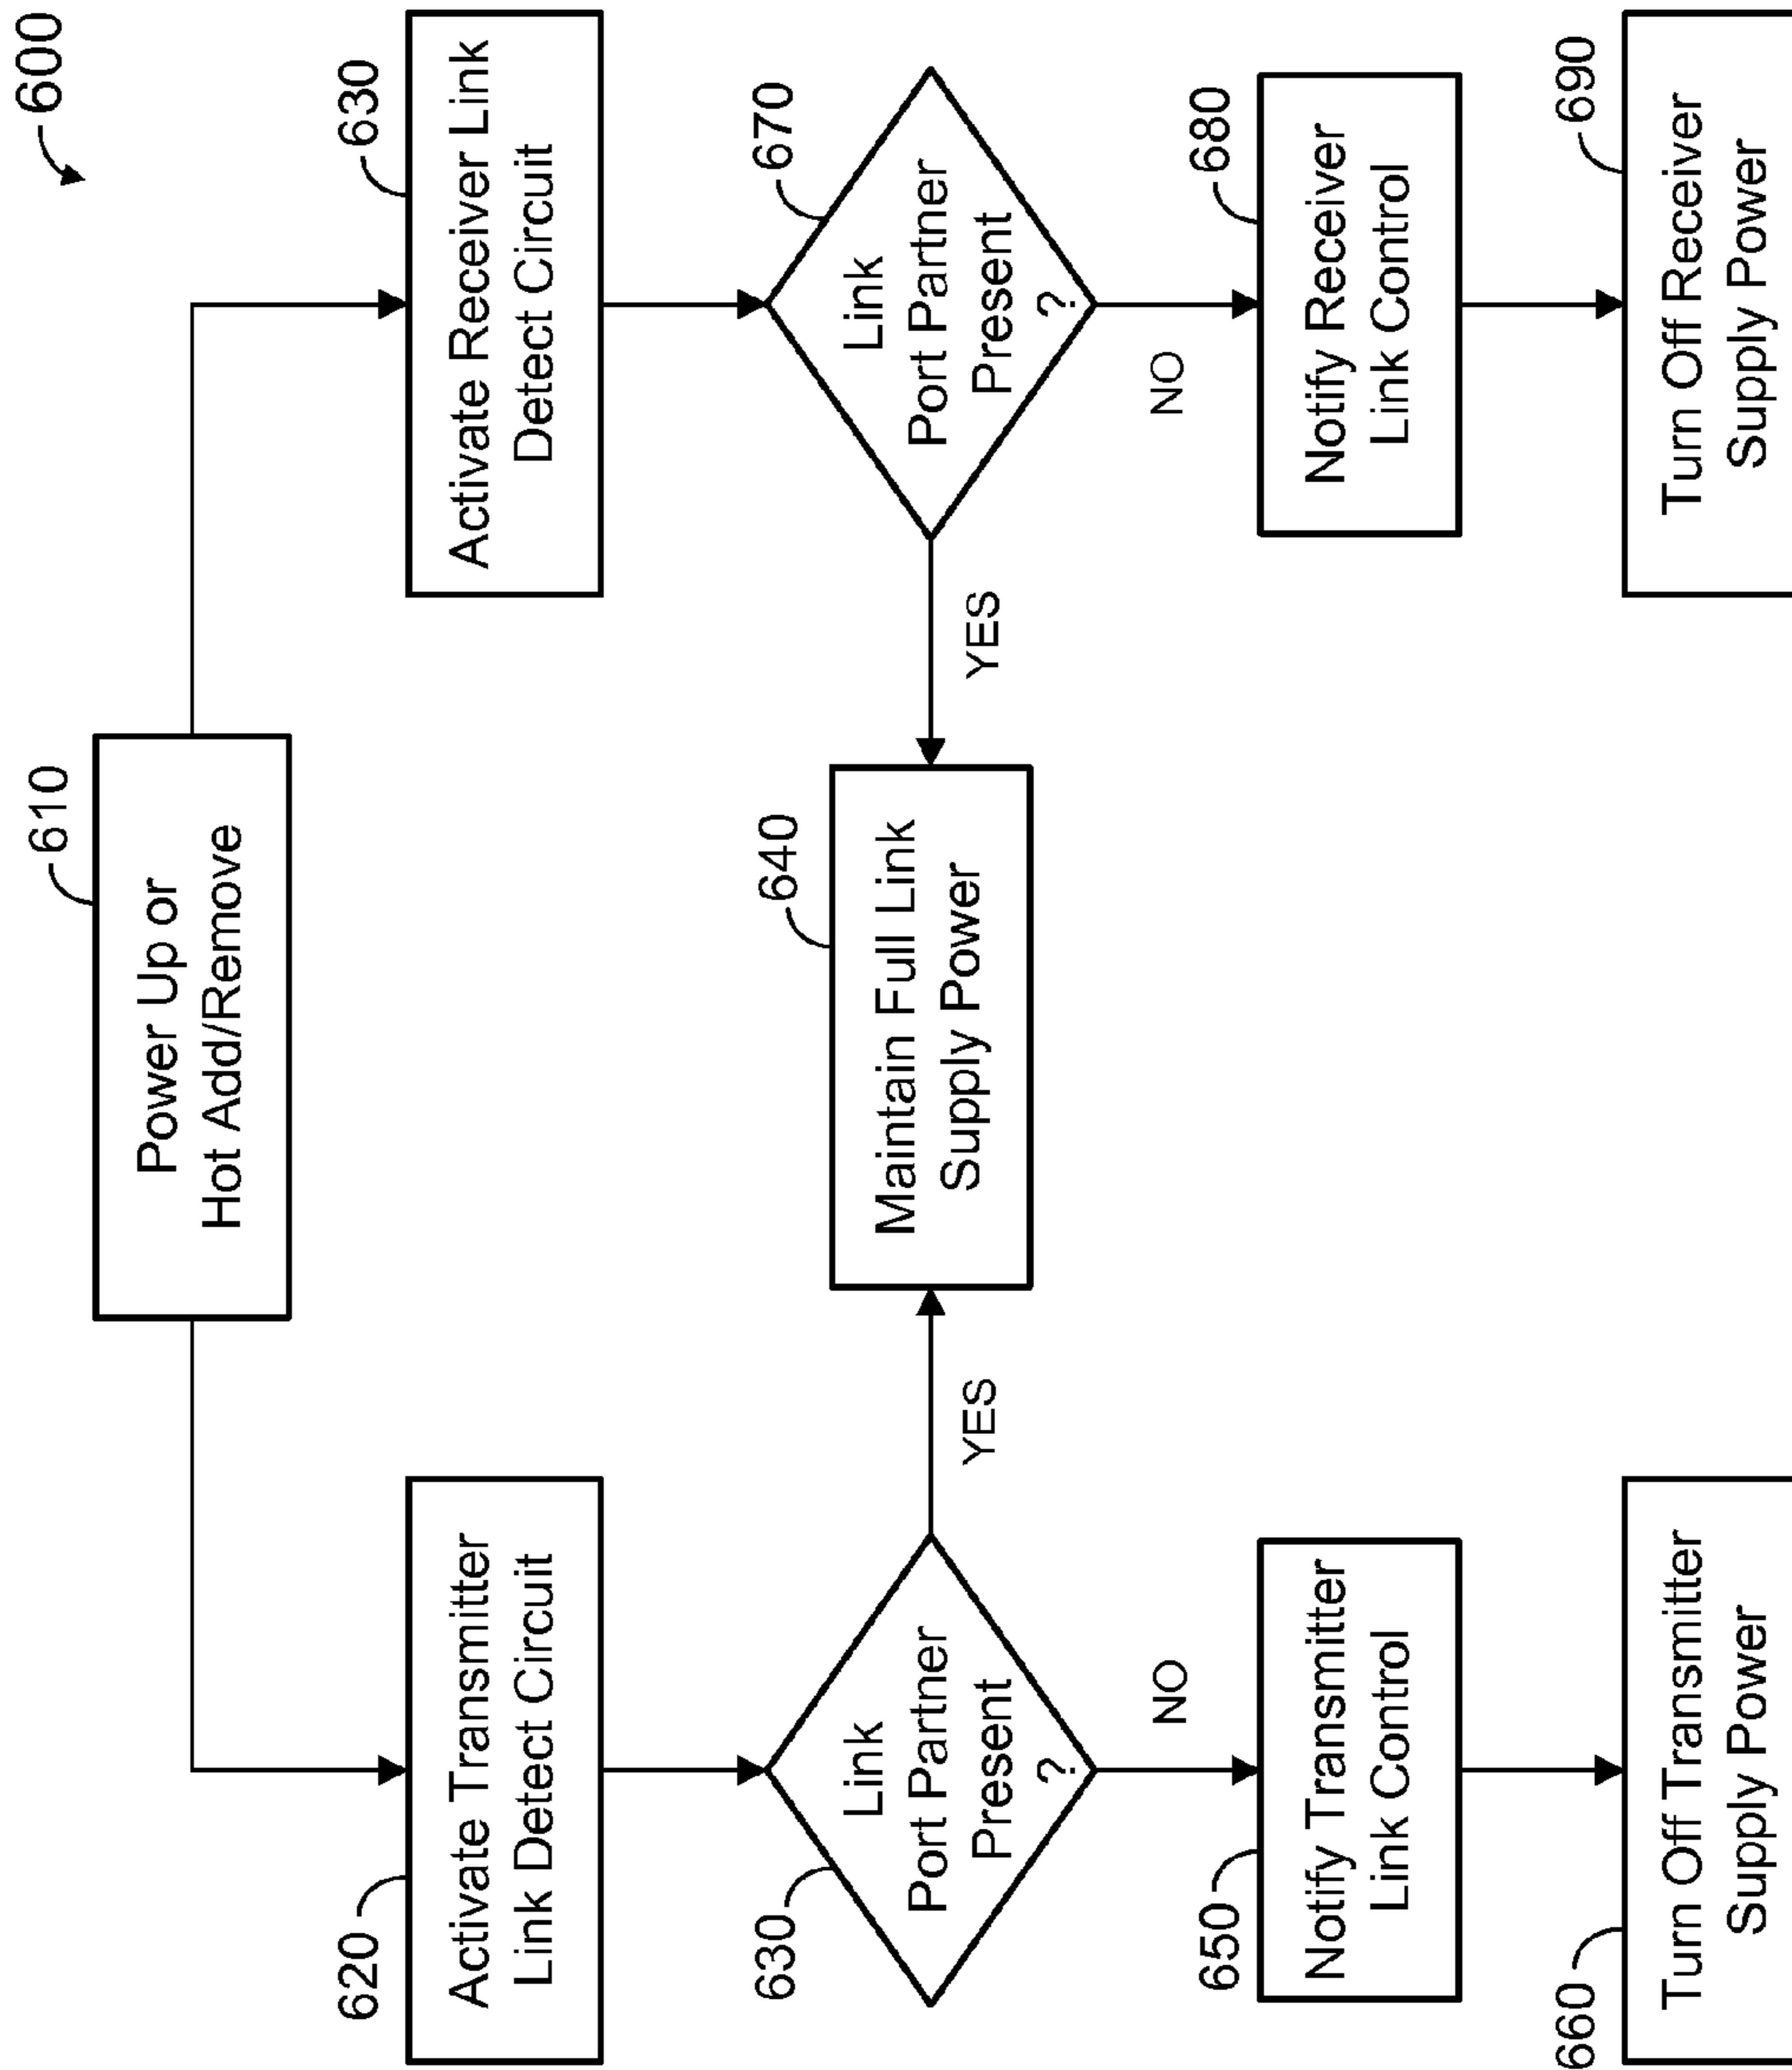 600
610
Power Up or
Hot Add/Remove
620
Activate Transmitter
Link Detect Circuit
630
Activate Receiver Link
Detect Circuit
630
Link
Port Partner
Present
?
YES
NO
640
Maintain Full Link
Supply Power
670
Link
Port Partner
Present
?
YES
NO
650
Notify Transmitter
Link Control
680
Notify Receiver
Link Control
660
Turn Off Transmitter
Supply Power
690
Turn Off Receiver
Supply Power